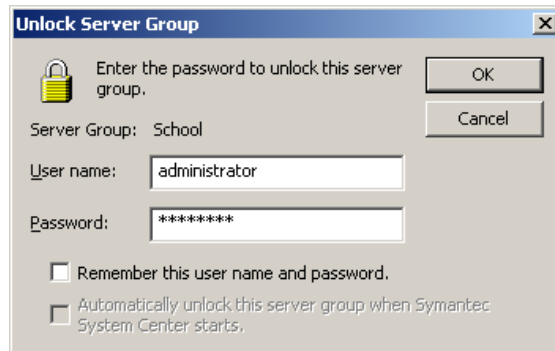 Unlock Server Group
Enter the password to unlock this server
group.
OK
Cancel
Server Group: School
User name: administrator
Password: ********
Remember this user name and password.
Automatically unlock this server group when Symantec
System Center starts.